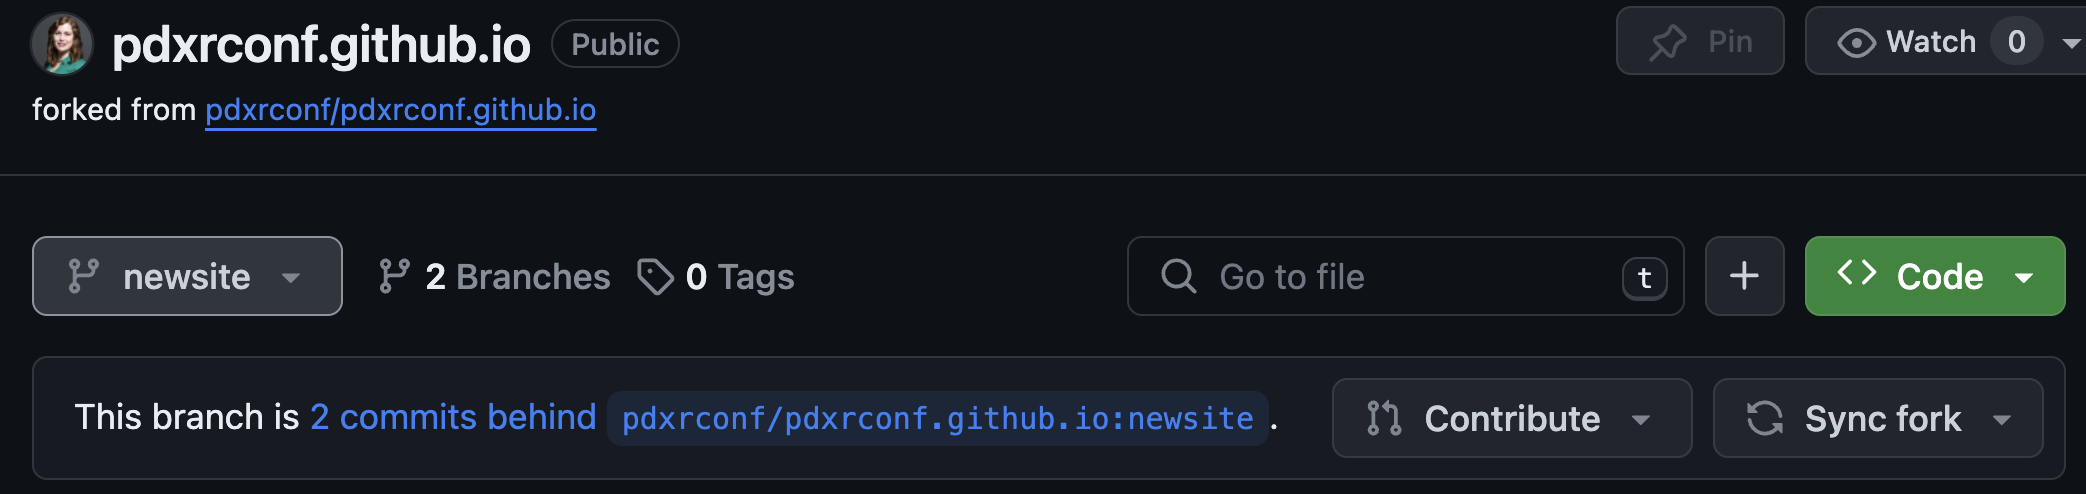 pdxrconf.github.io Public Pin Watch 0
forked from pdxrconf/pdxrconf.github.io
newsite 2 Branches 0 Tags Go to file t + Code
This branch is 2 commits behind pdxrconf/pdxrconf.github.io:newsite. Contribute Sync fork